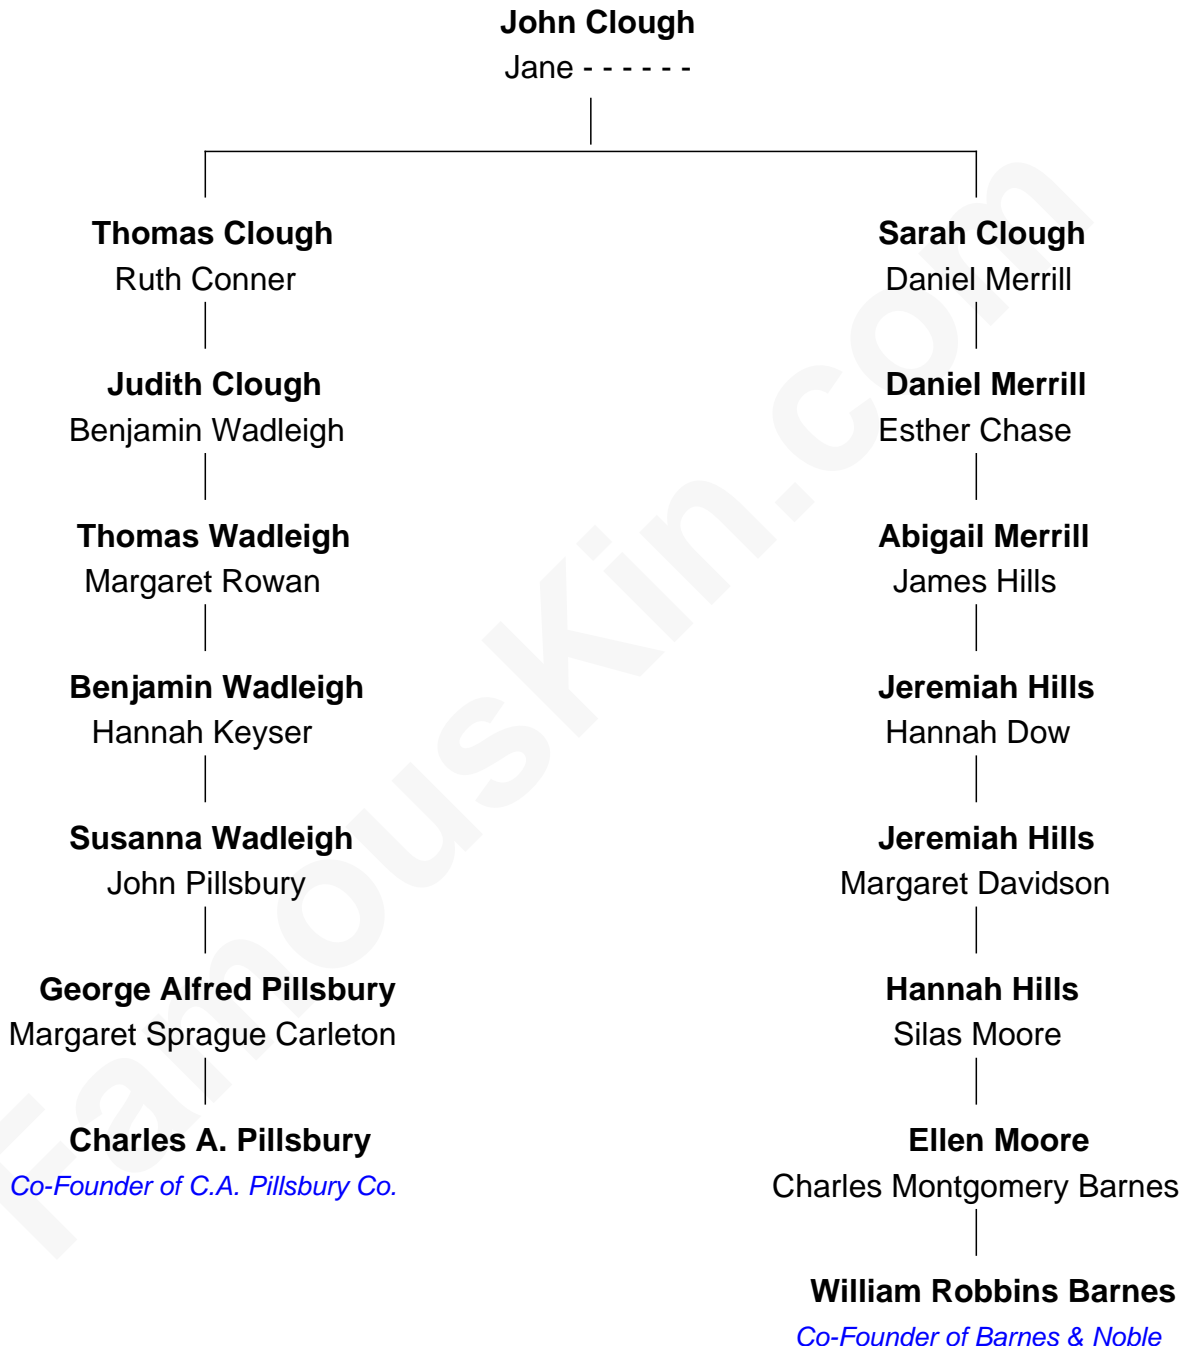 John Clough
Jane - - - - - -
Thomas Clough
Ruth Conner
Judith Clough
Benjamin Wadleigh
Thomas Wadleigh
Margaret Rowan
Benjamin Wadleigh
Hannah Keyser
Susanna Wadleigh
John Pillsbury
George Alfred Pillsbury
Margaret Sprague Carleton
Charles A. Pillsbury
Co-Founder of C.A. Pillsbury Co.
Sarah Clough
Daniel Merrill
Daniel Merrill
Esther Chase
Abigail Merrill
James Hills
Jeremiah Hills
Hannah Dow
Jeremiah Hills
Margaret Davidson
Hannah Hills
Silas Moore
Ellen Moore
Charles Montgomery Barnes
William Robbins Barnes
Co-Founder of Barnes & Noble
FamousKin.com